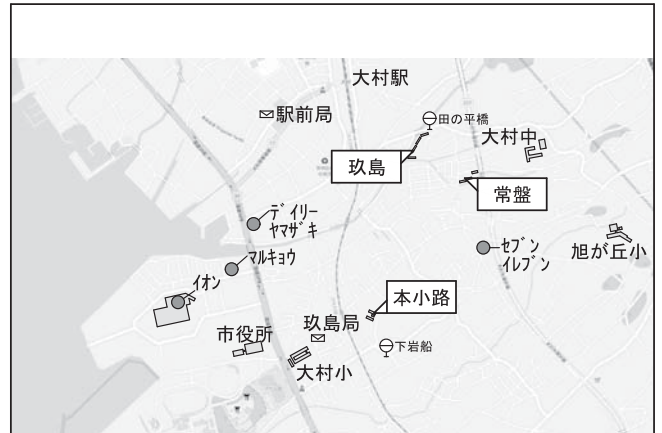 大村駅
駅前局
田の平橋
大村中
玖島
常盤
デイリー
ヤマザキ
セブン
イレブン
旭が丘小
マルキョウ
イオン
本小路
玖島局
市役所
下岩船
大村小